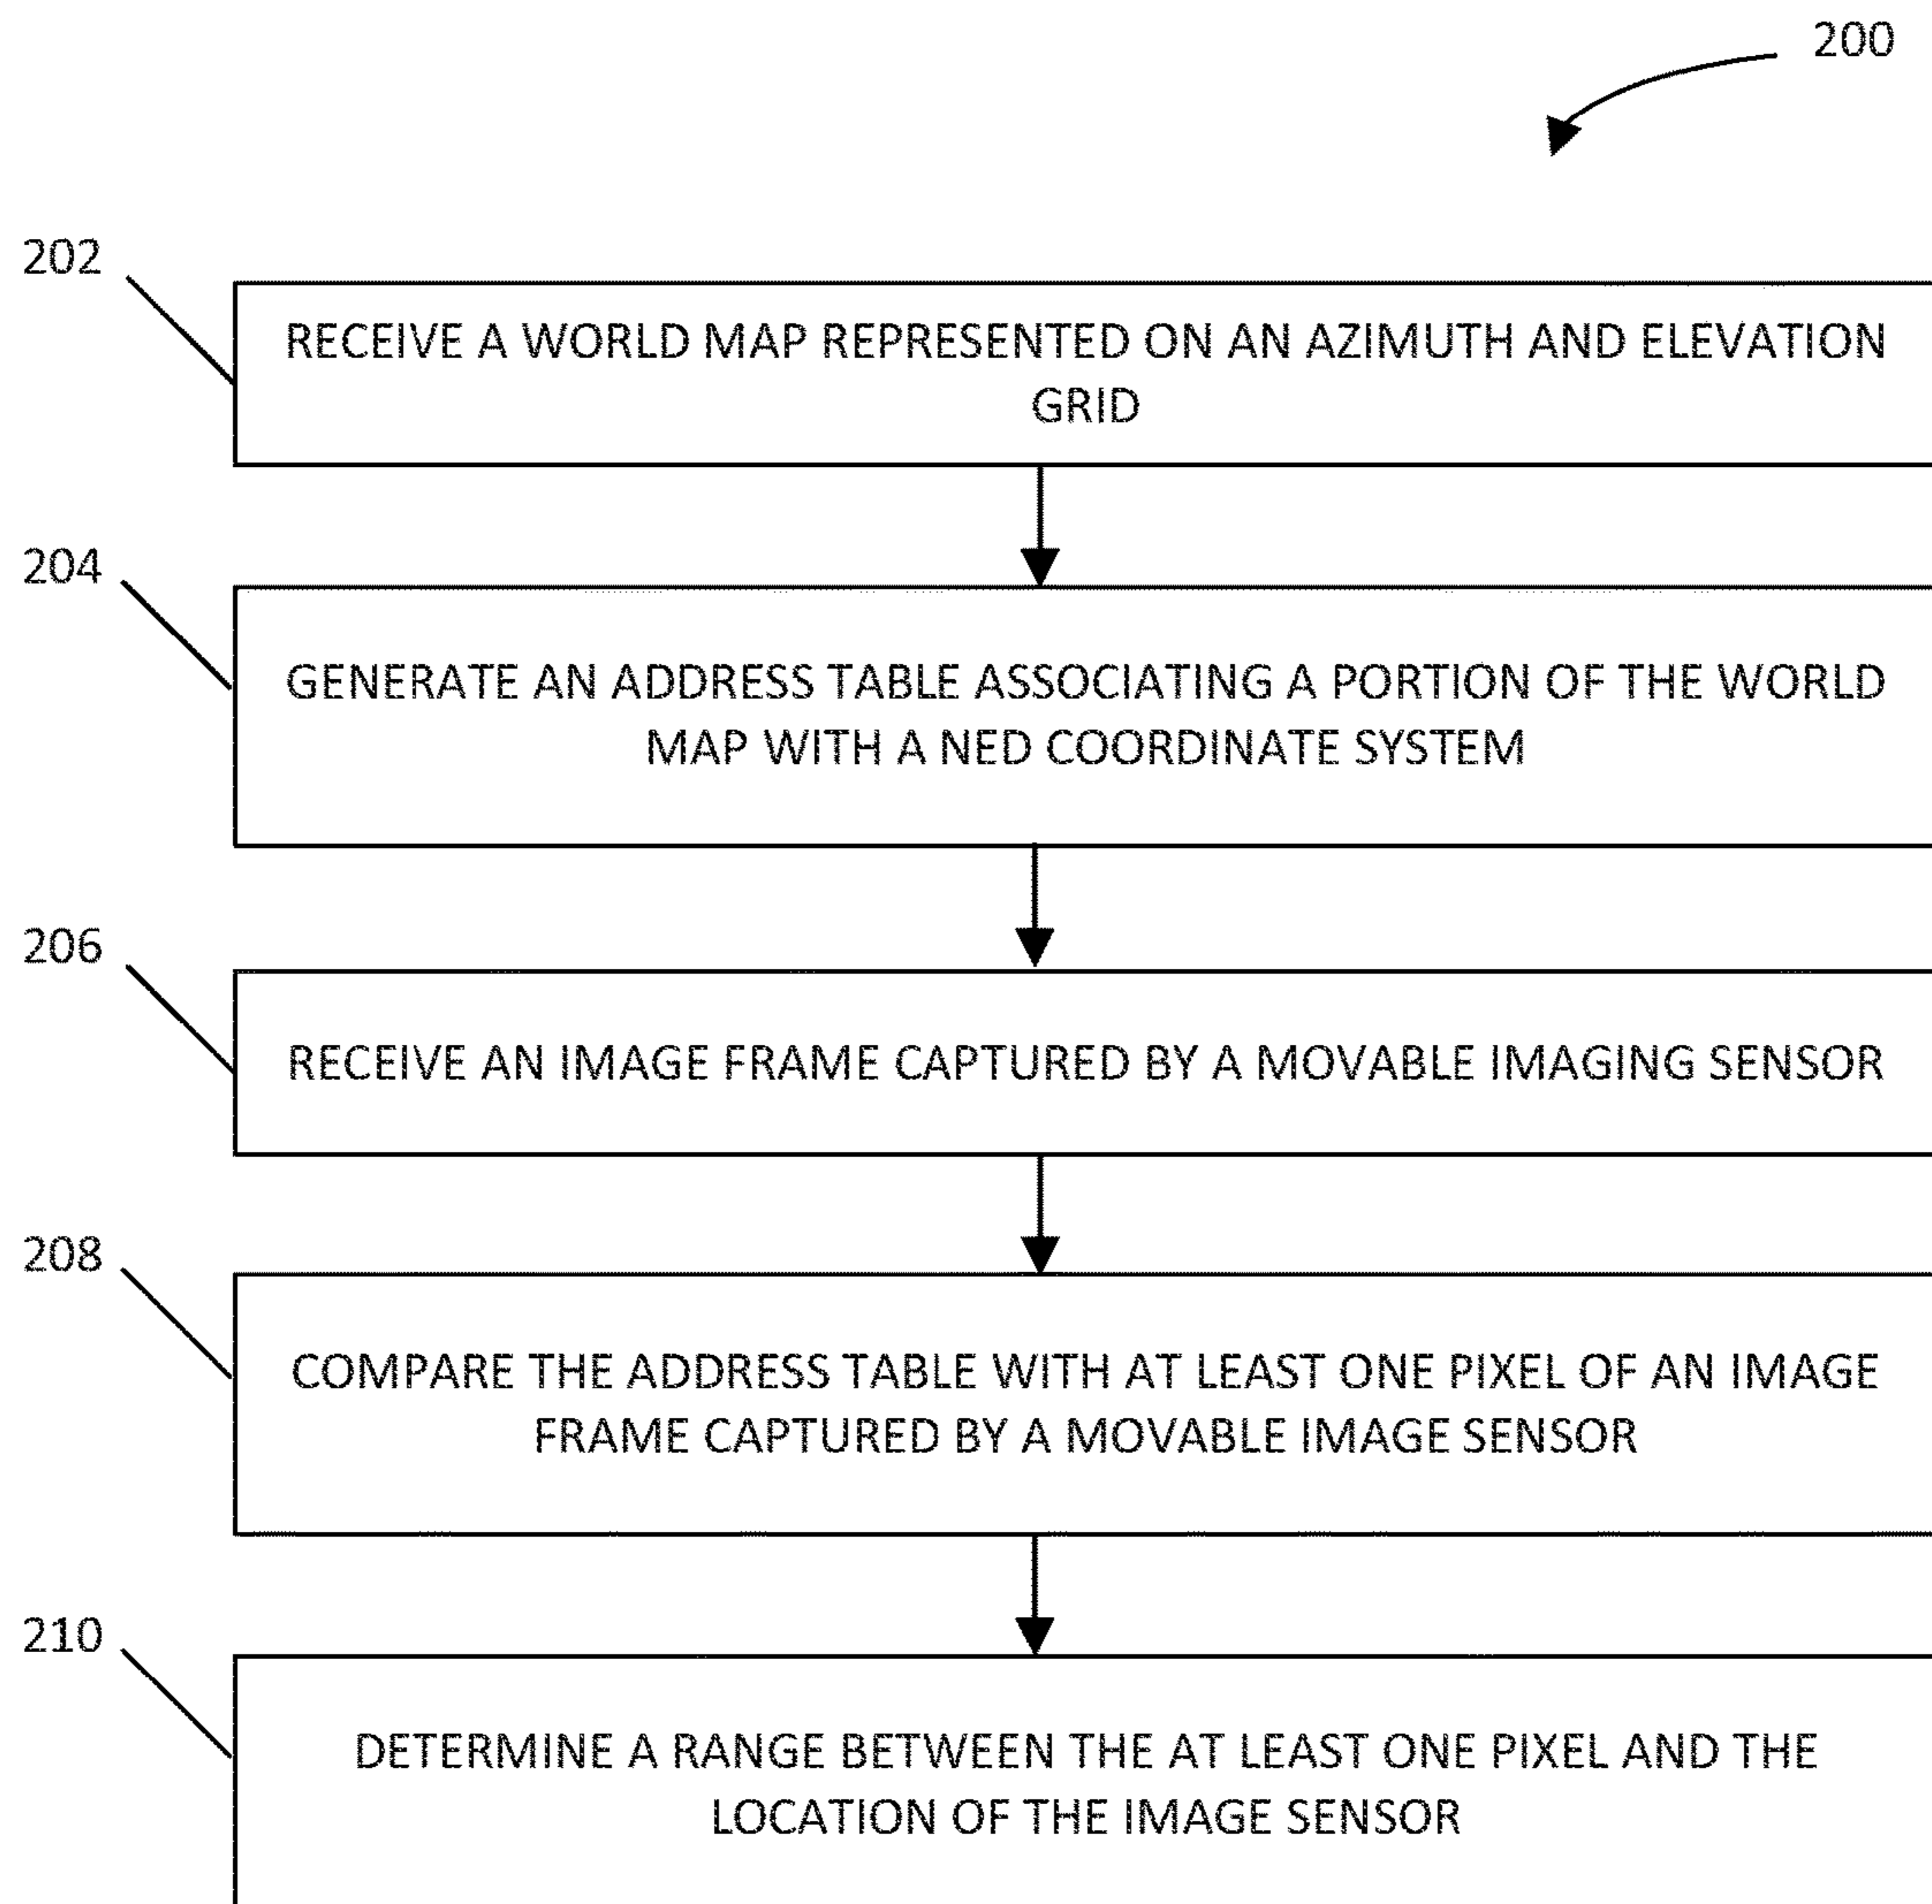 200
202
RECEIVE A WORLD MAP REPRESENTED ON AN AZIMUTH AND ELEVATION
GRID
204
GENERATE AN ADDRESS TABLE ASSOCIATING A PORTION OF THE WORLD
MAP WITH A NED COORDINATE SYSTEM
206
RECEIVE AN IMAGE FRAME CAPTURED BY A MOVABLE IMAGING SENSOR
208
COMPARE THE ADDRESS TABLE WITH AT LEAST ONE PIXEL OF AN IMAGE
FRAME CAPTURED BY A MOVABLE IMAGE SENSOR
210
DETERMINE A RANGE BETWEEN THE AT LEAST ONE PIXEL AND THE
LOCATION OF THE IMAGE SENSOR